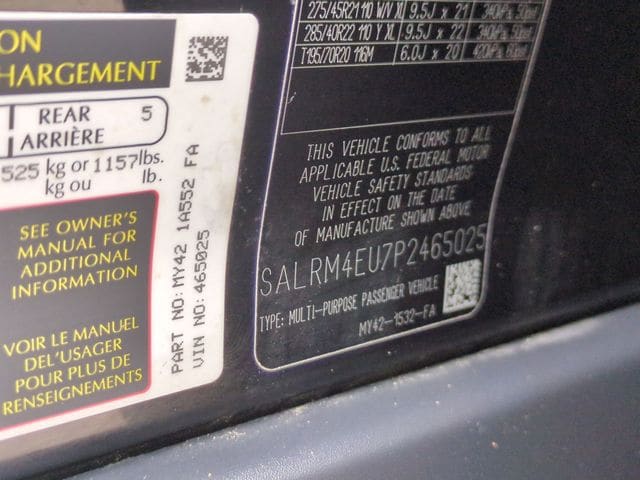 ON
HARGEMENT
REAR 5
ARRIÈRE
525 kg or 1157lbs.
kg ou lb.
SEE OWNER'S
MANUAL FOR
ADDITIONAL
INFORMATION
VOIR LE MANUEL
DEL'USAGER
POUR PLUS DE
RENSEIGNEMENTS
PART NO:MY42 1A552 FA
VIN NO:465025
275/45R21 110 W/V XL 9.5J x 21 340kPa
285/40R22 110 Y XL 9.5J x 22 340kPa
T195/70R20 116M 6.0J x 20 420kPa
THIS VEHICLE CONFORMS TO ALL
APPLICABLE U.S. FEDERAL MOTOR
VEHICLE SAFETY STANDARDS
IN EFFECT ON THE DATE
OF MANUFACTURE SHOWN ABOVE
SALRM4EU7P2465025
TYPE: MULTI-PURPOSE PASSENGER VEHICLE
MY42-1532-FA